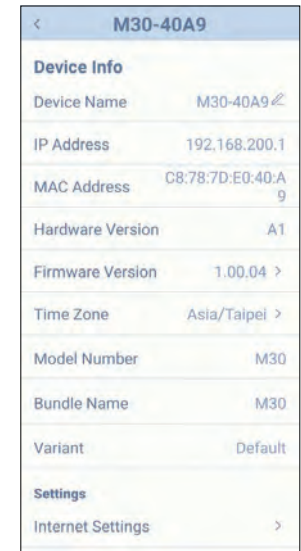 < M30-40A9
Device Info
Device Name M30-40A9
IP Address 192.168.200.1
MAC Address C8:78:7D:E0:40:A
9
Hardware Version A1
Firmware Version 1.00.04 >
Time Zone Asia/Taipei >
Model Number M30
Bundle Name M30
Variant Default
Settings
Internet Settings >